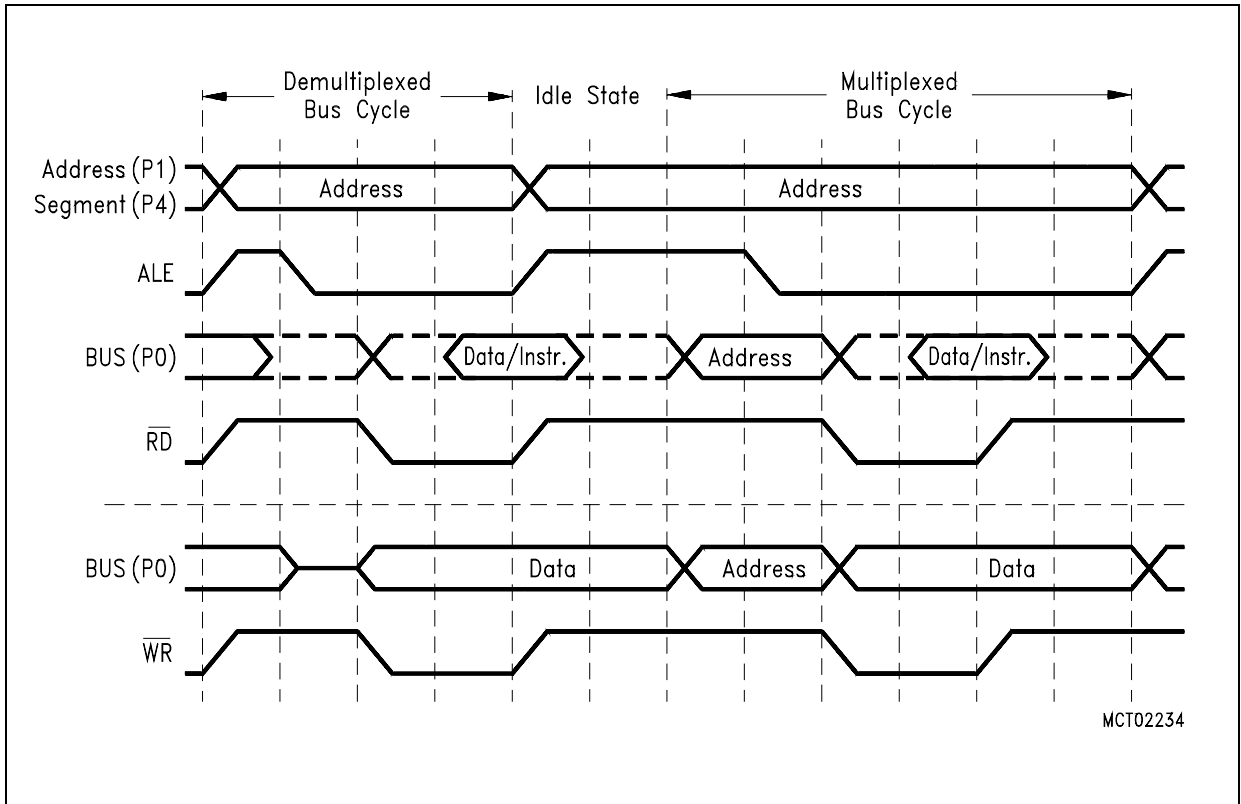 Demultiplexed
Bus Cycle
Idle State
Multiplexed
Bus Cycle
Address (P1)
Segment (P4)
Address
Address
ALE
BUS (P0)
Data/Instr.
Address
Data/Instr.
RD
BUS (P0)
Data
Address
Data
WR
MCT02234